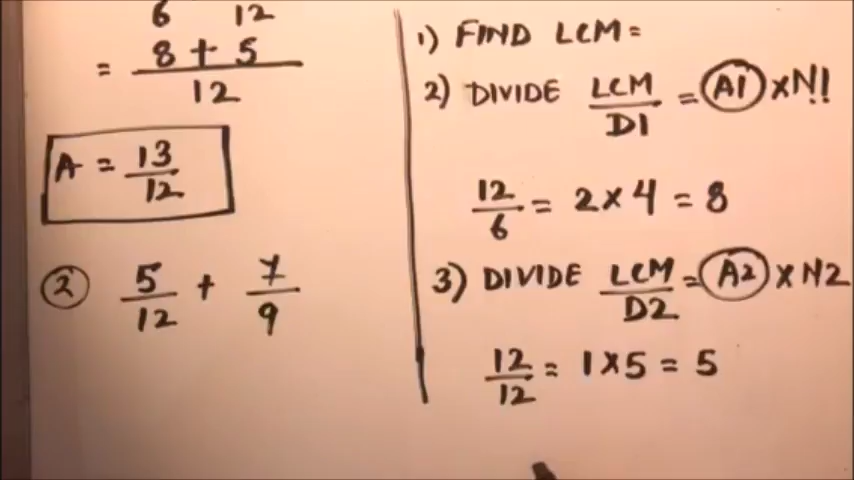 6 12
= 8 + 5
12
A = 13/12
2 5/12 + 7/9
1) FIND LCM =
2) DIVIDE LCM/D1 = A1 × N1
12/6 = 2 × 4 = 8
3) DIVIDE LCM/D2 = A2 × N2
12/12 = 1 × 5 = 5